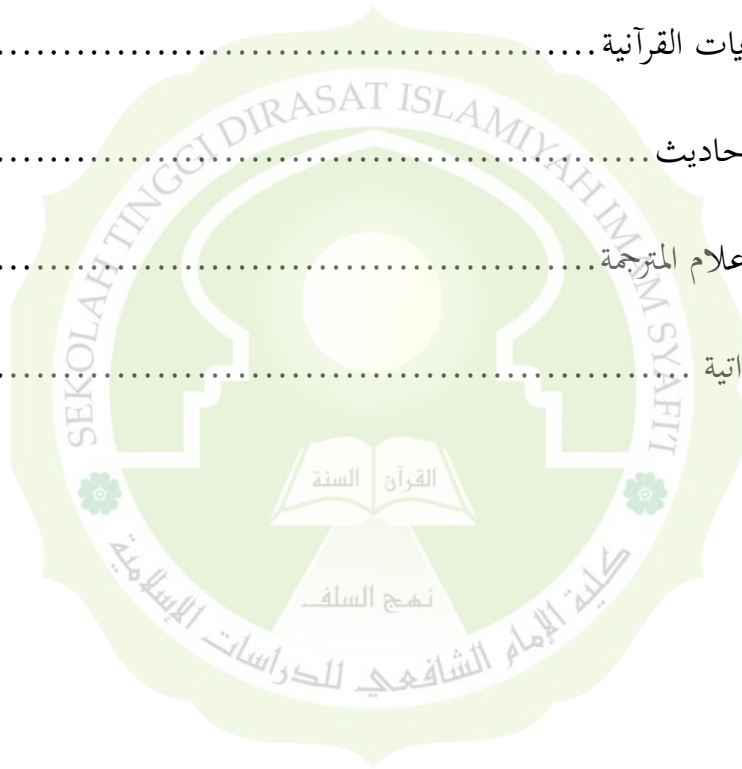 يات القرآنية
SEKOLAH TINGGI DIRASAT ISLAMIYAH IMAM SYAFI'I
حاديث
علام المترجمة
اتية
القرآن السنة
نهج السلف
كلية الإمام الشافعي للدراسات الإسلامية